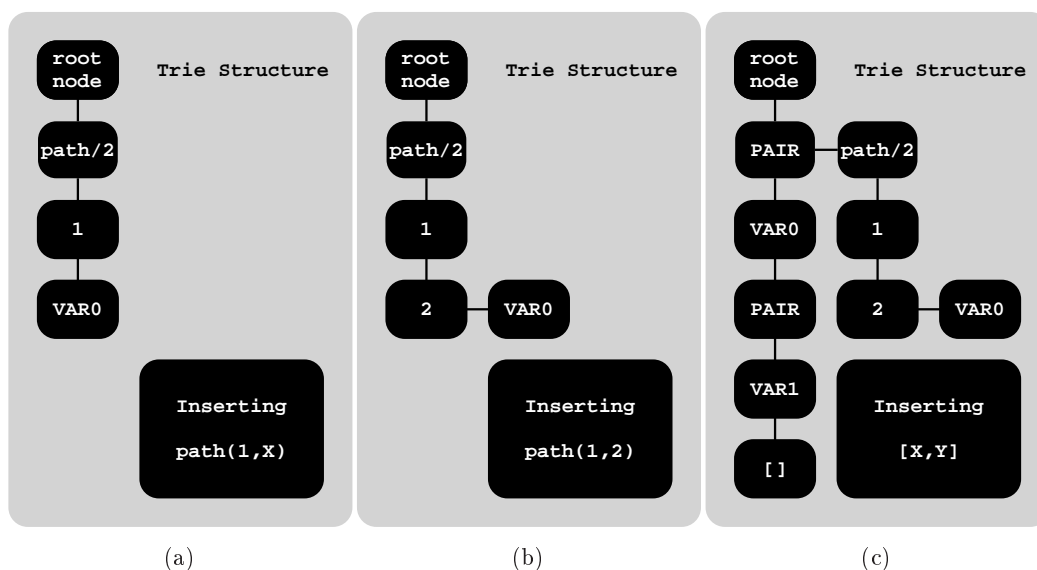 root
node
Trie Structure
path/2
1
VAR0
Inserting
path(1,X)
(a)
root
node
Trie Structure
path/2
1
2
VAR0
Inserting
path(1,2)
(b)
root
node
Trie Structure
PAIR
path/2
VAR0
1
PAIR
2
VAR0
VAR1
[]
Inserting
[X,Y]
(c)